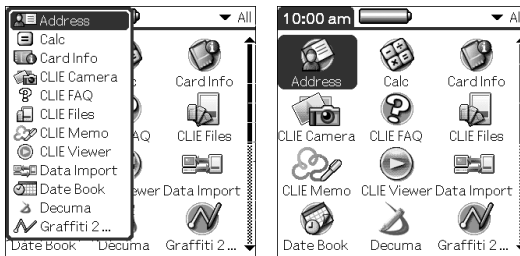 Address
Calc
Card Info
CLIE Camera
CLIE FAQ
CLIE Files
CLIE Memo
CLIE Viewer
Data Import
Date Book
Decuma
Graffiti 2 ...
All
c
Card Info
AQ
CLIE Files
ewer Data Import
Date Book Decuma Graffiti 2 ...
10:00 am
Al
Address Calc Card Info
CLIE Camera CLIE FAQ CLIE Files
CLIE Memo CLIE Viewer Data Import
Date Book Decuma Graffiti 2 ...